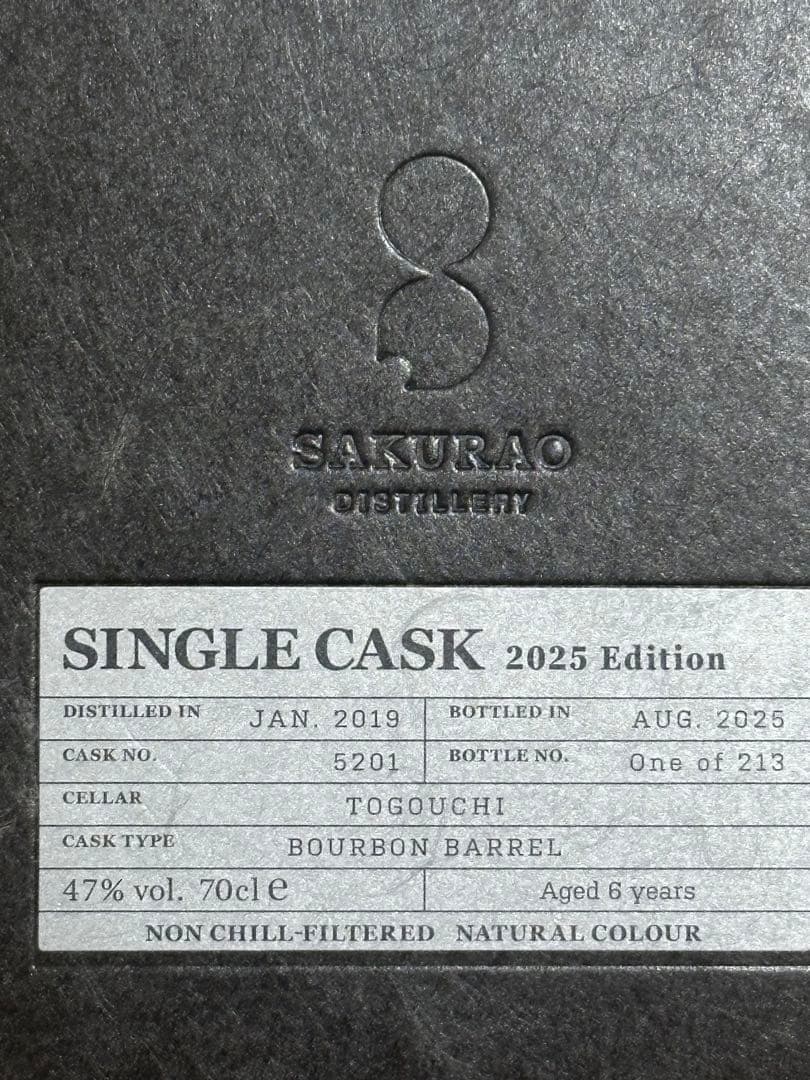 SAKURAO
DISTILLERY
SINGLE CASK 2025 Edition
DISTILLED IN JAN. 2019 BOTTLED IN AUG. 2025
CASK NO. 5201 BOTTLE NO. One of 213
CELLAR TOGOUCHI
CASK TYPE BOURBON BARREL
47% vol. 70cl e Aged 6 years
NON CHILL-FILTERED NATURAL COLOUR